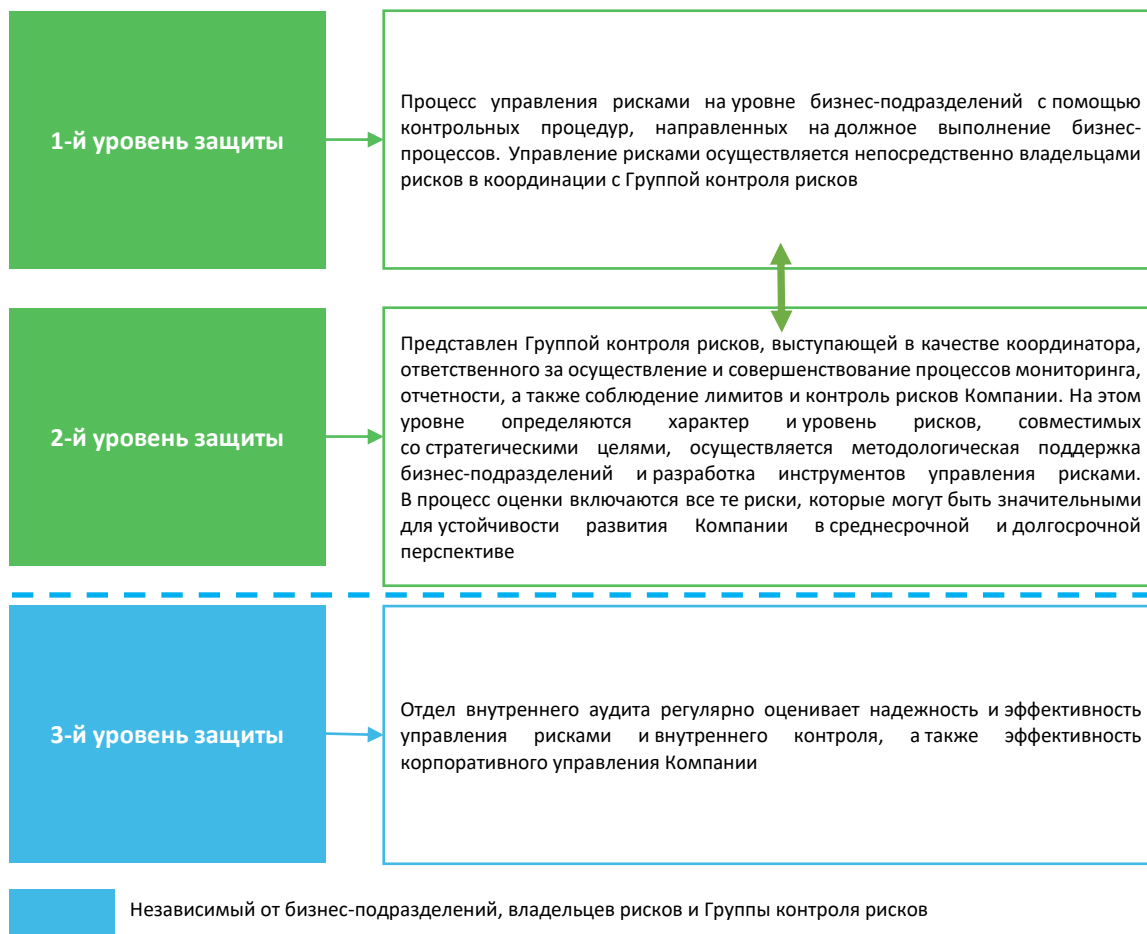 1-й уровень защиты
Процесс управления рисками на уровне бизнес-подразделений с помощью
контрольных процедур, направленных на должное выполнение бизнес-
процессов. Управление рисками осуществляется непосредственно владельцами
рисков в координации с Группой контроля рисков
2-й уровень защиты
Представлен Группой контроля рисков, выступающей в качестве координатора,
ответственного за осуществление и совершенствование процессов мониторинга,
отчетности, а также соблюдение лимитов и контроль рисков Компании. На этом
уровне определяются характер и уровень рисков, совместимых
со стратегическими целями, осуществляется методологическая поддержка
бизнес-подразделений и разработка инструментов управления рисками.
В процесс оценки включаются все те риски, которые могут быть значительными
для устойчивости развития Компании в среднесрочной и долгосрочной
перспективе
3-й уровень защиты
Отдел внутреннего аудита регулярно оценивает надежность и эффективность
управления рисками и внутреннего контроля, а также эффективность
корпоративного управления Компании
Независимый от бизнес-подразделений, владельцев рисков и Группы контроля рисков